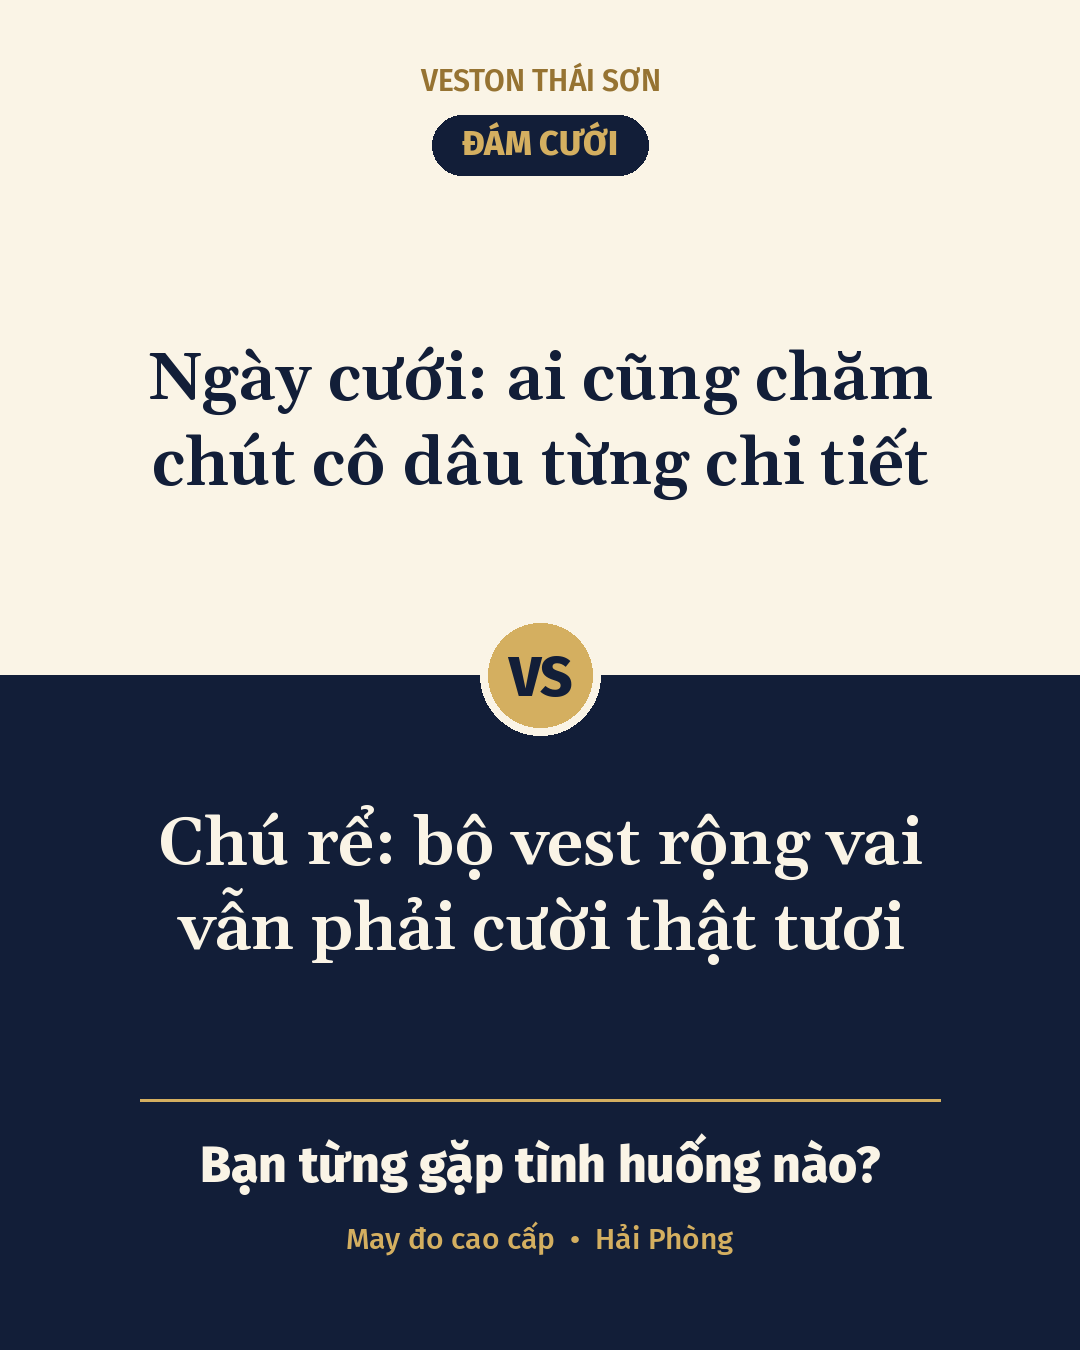 VESTON THÁI SƠN
ĐÁM CƯỚI
Ngày cưới: ai cũng chăm
chút cô dâu từng chi tiết
VS
Chú rể: bộ vest rộng vai
vẫn phải cười thật tươi
Bạn từng gặp tình huống nào?
May đo cao cấp • Hải Phòng